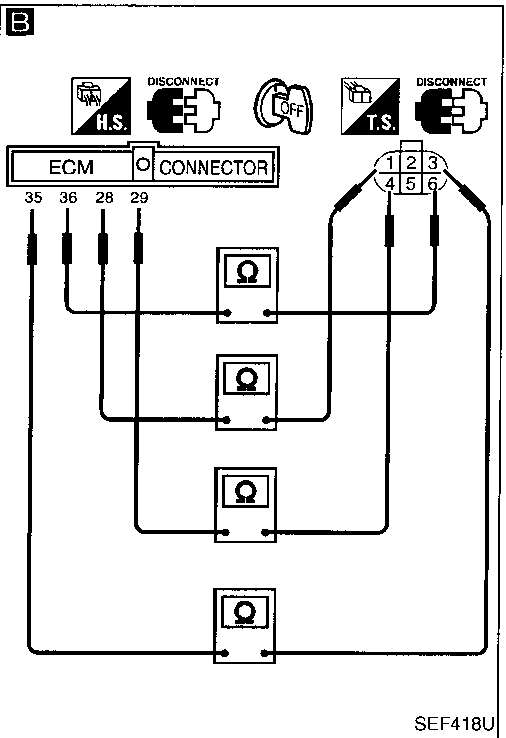 B
DISCONNECT
DISCONNECT
H.S.
OFF
T.S.
ECM
CONNECTOR
1 2 3
4 5 6
35 36 28 29
Ω
Ω
Ω
Ω
SEF418U